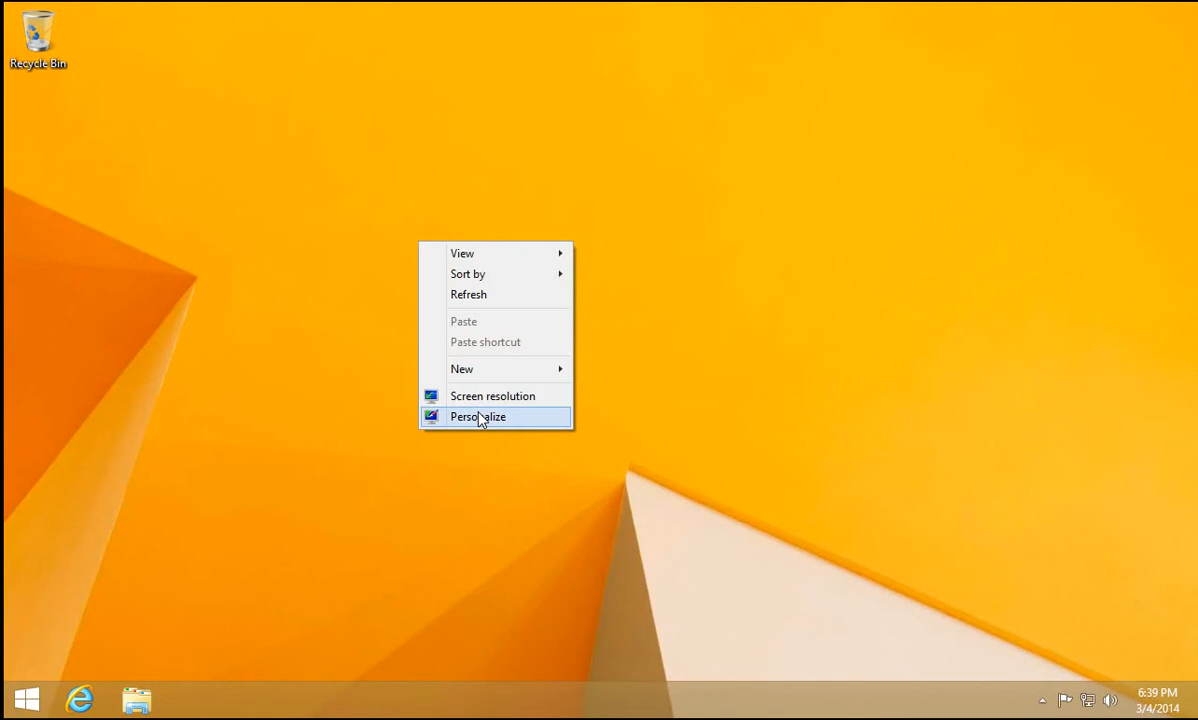 Recycle Bin
View
Sort by
Refresh
Paste
Paste shortcut
New
Screen resolution
Personalize
6:39 PM
3/4/2014